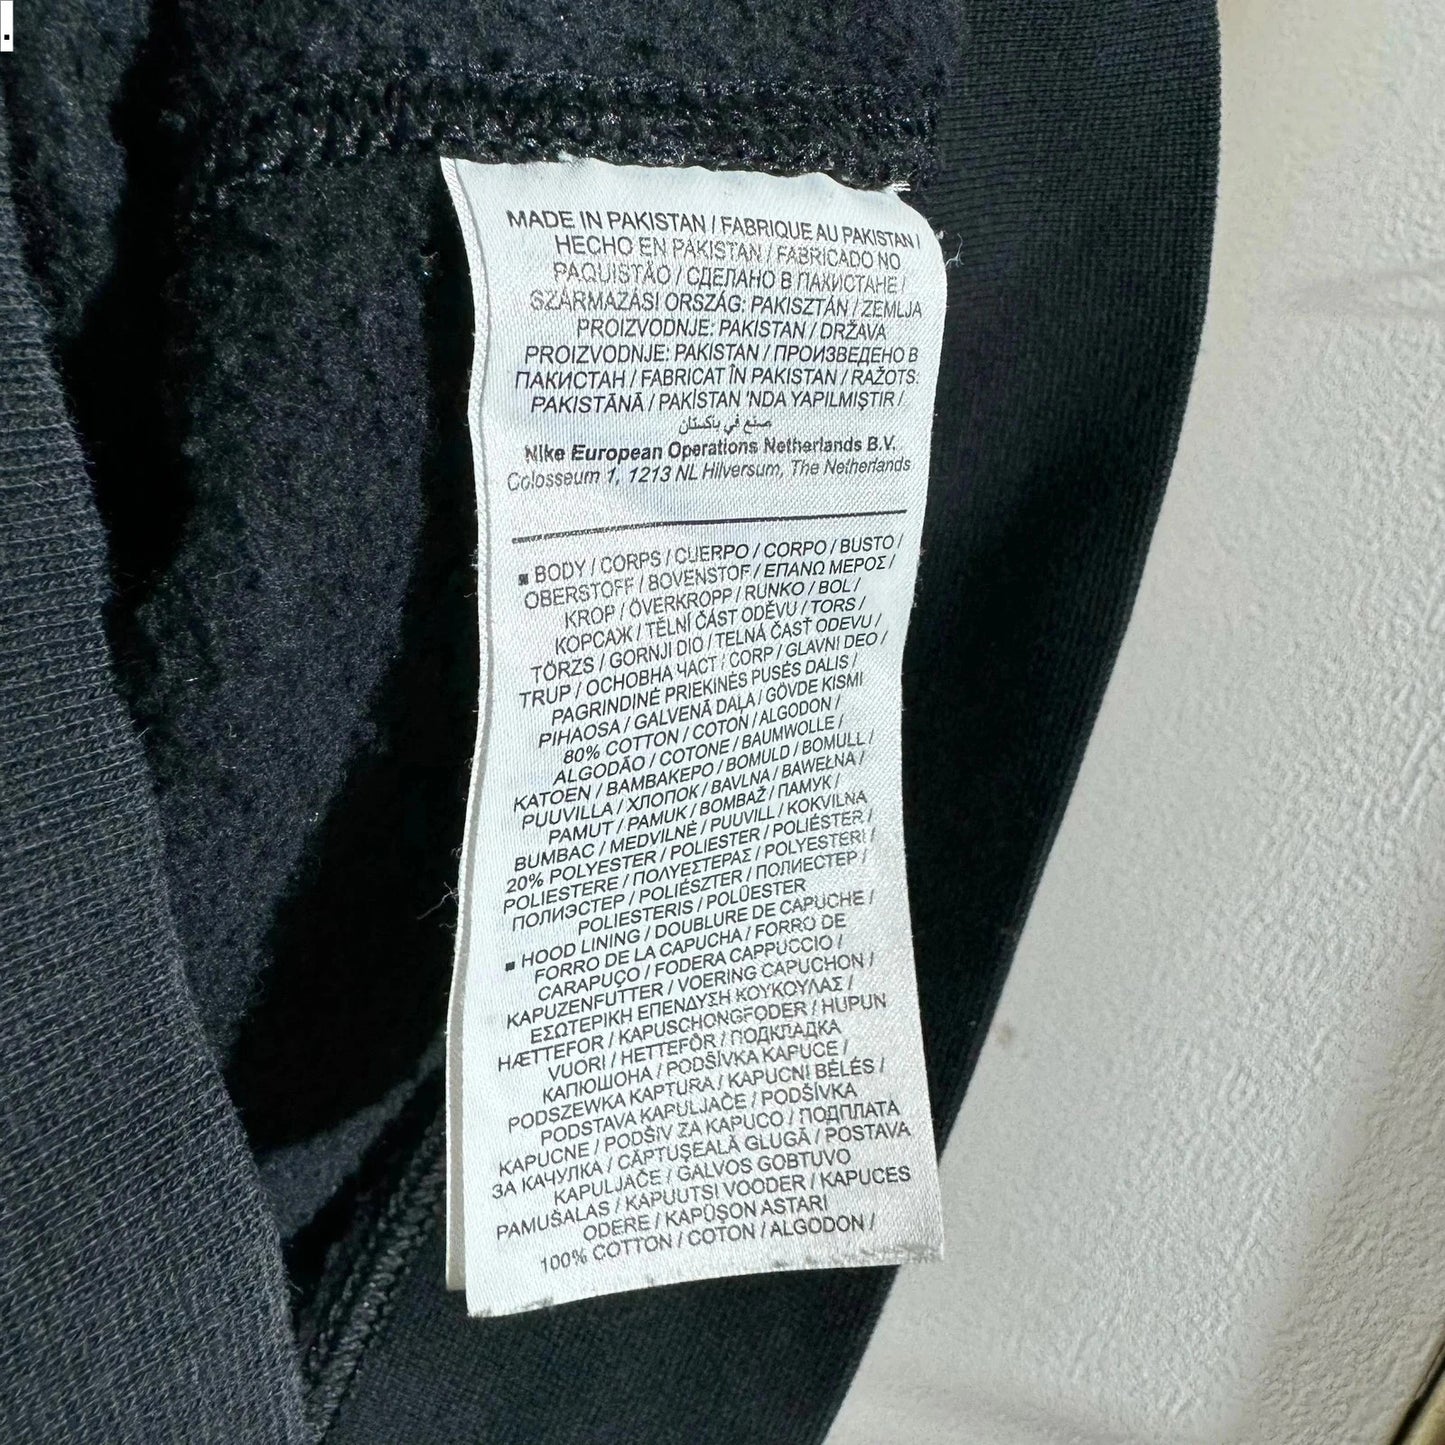 .
MADE IN PAKISTAN / FABRIQUE AU PAKISTAN /
HECHO EN PAKISTAN / FABRICADO NO
PAQUISTÃO / СДЕЛАНО В ПАКИСТАНЕ /
SZÁRMAZÁSI ORSZÁG: PAKISZTÁN / ZEMLJA
PROIZVODNJE: PAKISTAN / DRŽAVA
PROIZVODNJE: PAKISTAN / ПРОИЗВЕДЕНО В
ПАКИСТАН / FABRICAT ÎN PAKISTAN / RAŽOTS:
PAKISTĀNĀ / PAKİSTAN 'NDA YAPILMIŞTIR /
صنع في باكستان
Nike European Operations Netherlands B.V.
Colosseum 1, 1213 NL Hilversum, The Netherlands
■ BODY / CORPS / CUERPO / CORPO / BUSTO /
OBERSTOFF / BOVENSTOF / ΕΠΑΝΩ ΜΕΡΟΣ /
KROP / ÖVERKROPP / RUNKO / BOL /
КОРСАЖ / TĚLNÍ ČÁST ODĚVU / TORS /
TÖRZS / GORNJI DIO / TELNÁ ČASŤ ODEVU /
TRUP / ОСНОВНА ЧАСТ / CORP / GLAVNI DEO /
PAGRINDINĖ PRIEKINĖS PUSĖS DALIS /
PIHAOSA / GALVENĀ DAĻA / GÖVDE KISMI
80% COTTON / COTON / ALGODON /
ALGODÃO / COTONE / BAUMWOLLE /
KATOEN / ΒΑΜΒΑΚΕΡΟ / BOMULD / BOMULL /
PUUVILLA / ХЛОПОК / BAVLNA / BAWEŁNA /
PAMUT / PAMUK / BOMBAŽ / ПАМУК /
BUMBAC / MEDVILNĖ / PUUVILL / KOKVILNA
20% POLYESTER / POLIESTER / POLIÉSTER /
POLIESTERE / ΠΟΛΥΕΣΤΕΡΑΣ / POLYESTERI /
ПОЛИЭСТЕР / POLIÉSZTER / ПОЛИЕСТЕР /
POLIESTERIS / POLÜESTER
■ HOOD LINING / DOUBLURE DE CAPUCHE /
FORRO DE LA CAPUCHA / FORRO DE
CARAPUÇO / FODERA CAPPUCCIO /
KAPUZENFUTTER / VOERING CAPUCHON /
ΕΣΩΤΕΡΙΚΗ ΕΠΕΝΔΥΣΗ ΚΟΥΚΟΥΛΑΣ /
HÆTTEFOR / KAPUSCHONGFODER / HUPUN
VUORI / HETTEFÔR / ПОДКЛАДКА
КАПЮШОНА / PODŠÍVKA KAPUCE /
PODSZEWKA KAPTURA / KAPUCNI BÉLÉS /
PODSTAVA KAPULJAČE / PODŠÍVKA
KAPUCNE / PODŠIV ZA KAPUCO / ПОДПЛАТА
ЗА КАЧУЛКА / CĂPTUŞEALĂ GLUGĂ / POSTAVA
KAPULJAČE / GALVOS GOBTUVO
PAMUŠALAS / KAPUUTSI VOODER / KAPUCES
ODERE / KAPÜŞON ASTARI
100% COTTON / COTON / ALGODON /